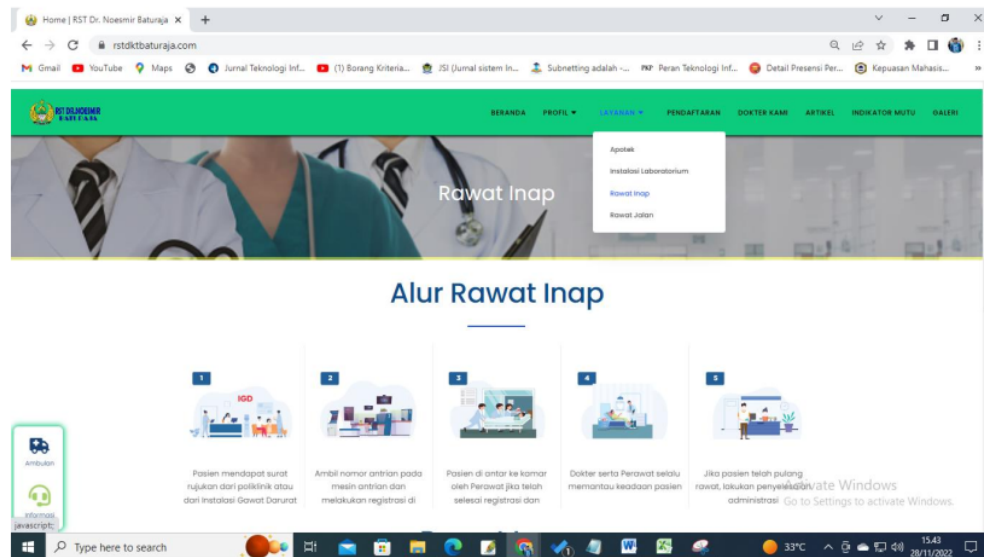 Home | RST Dr. Noesmir Baturaja
rstdktbaturaja.com
Gmail YouTube Maps Jurnal Teknologi Inf... (1) Borang Kriteria... JSI (Jurnal sistem In... Subnetting adalah -... PKP Peran Teknologi Inf... Detail Presensi Per... Kepuasan Mahasis... »
RST DR.NOESMIR
BATURAJA
BERANDA PROFIL LAYANAN PENDAFTARAN DOKTER KAMI ARTIKEL INDIKATOR MUTU GALERI
Apotek
Instalasi Laboratorium
Rawat Inap
Rawat Jalan
Rawat Inap
Alur Rawat Inap
1 2 3 4 5
IGD
Pasien mendapat surat
rujukan dari poliklinik atau
dari Instalasi Gawat Darurat
Ambil nomor antrian pada
mesin antrian dan
melakukan registrasi di
Pasien di antar ke kamar
oleh Perawat jika telah
selesai registrasi dan
Dokter serta Perawat selalu
memantau keadaan pasien
Jika pasien telah pulang
rawat, lakukan penyelesaian
administrasi
Ambulan
Informasi
javascript:;
Activate Windows
Go to Settings to activate Windows.
Type here to search
33°C
15.43
28/11/2022